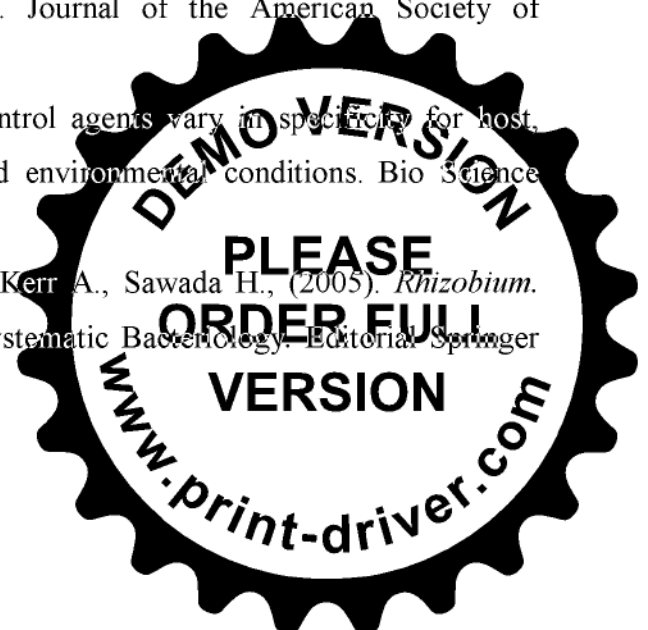 . Journal of the American Society of
ntrol agents vary in specificity for host,
d environmental conditions. Bio Science
Kerr A., Sawada H., (2005). Rhizobium.
ystematic Bacteriology. Editorial Springer
DEMO VERSION
PLEASE
ORDER FULL
VERSION
www.print-driver.com